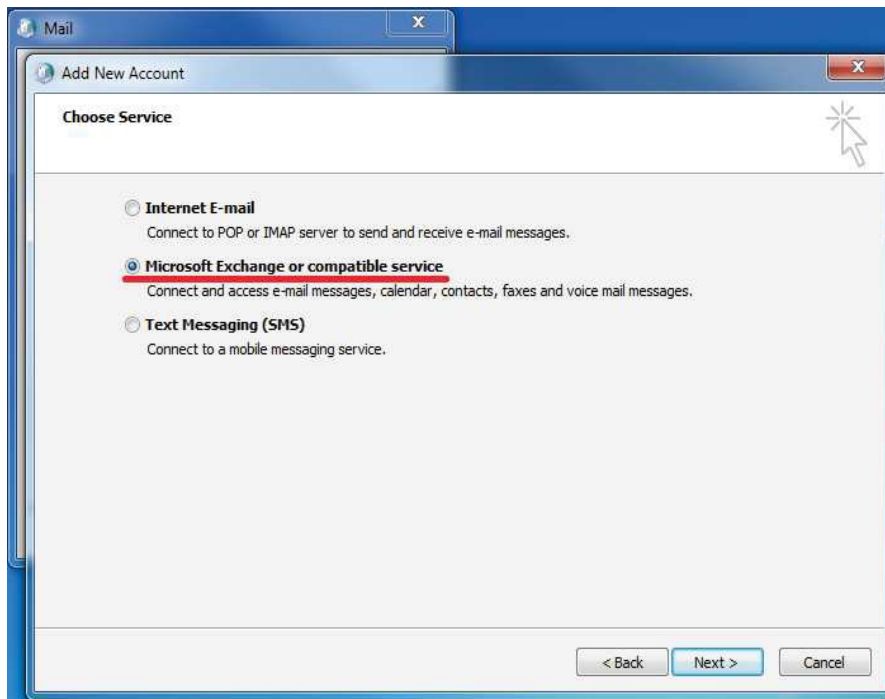 Mail
X
Add New Account
X
Choose Service
Internet E-mail
Connect to POP or IMAP server to send and receive e-mail messages.
Microsoft Exchange or compatible service
Connect and access e-mail messages, calendar, contacts, faxes and voice mail messages.
Text Messaging (SMS)
Connect to a mobile messaging service.
< Back Next > Cancel